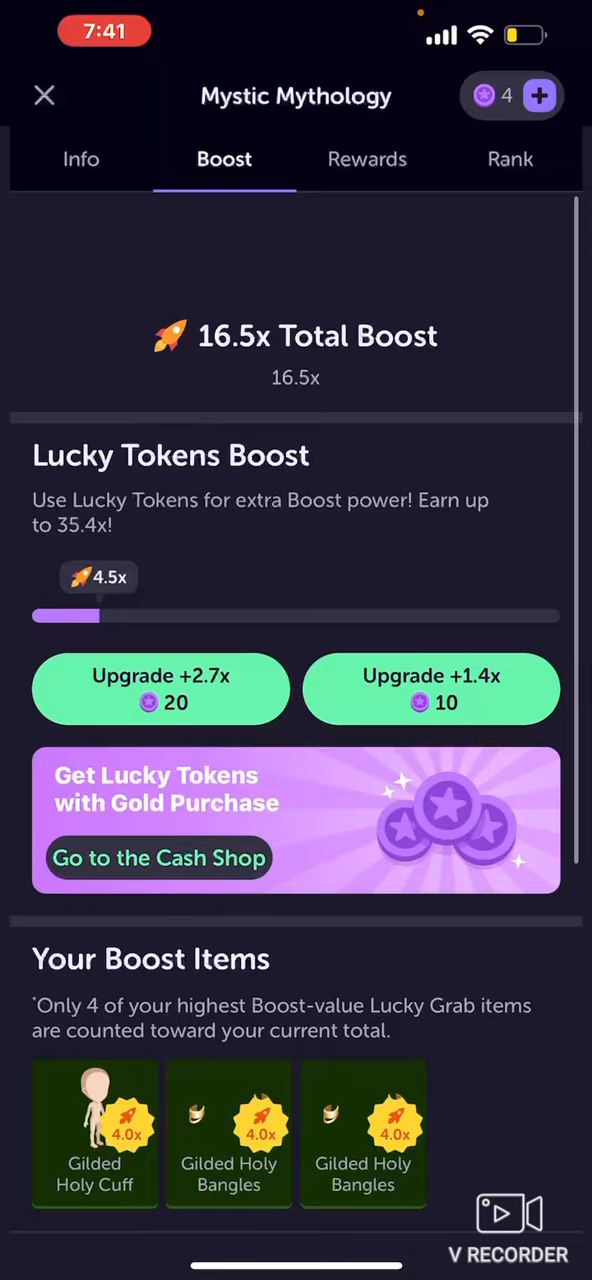 7:41
Mystic Mythology
4
Info
Boost
Rewards
Rank
16.5x Total Boost
16.5x
Lucky Tokens Boost
Use Lucky Tokens for extra Boost power! Earn up
to 35.4x!
4.5x
Upgrade +2.7x
20
Upgrade +1.4x
10
Get Lucky Tokens
with Gold Purchase
Go to the Cash Shop
Your Boost Items
*Only 4 of your highest Boost-value Lucky Grab items
are counted toward your current total.
4.0x
Gilded
Holy Cuff
4.0x
Gilded Holy
Bangles
4.0x
Gilded Holy
Bangles
V RECORDER